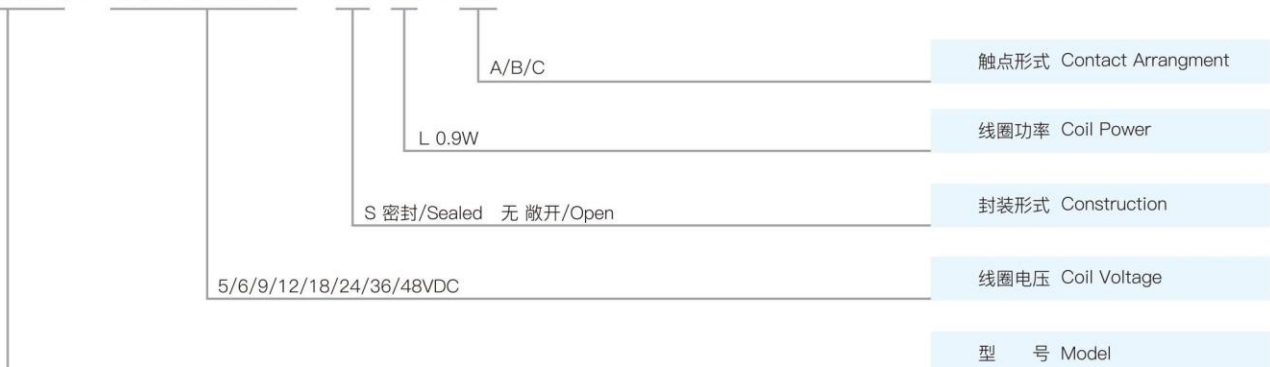 A/B/C 触点形式 Contact Arrangment
L 0.9W 线圈功率 Coil Power
S 密封/Sealed 无 敞开/Open 封装形式 Construction
5/6/9/12/18/24/36/48VDC 线圈电压 Coil Voltage
型 号 Model